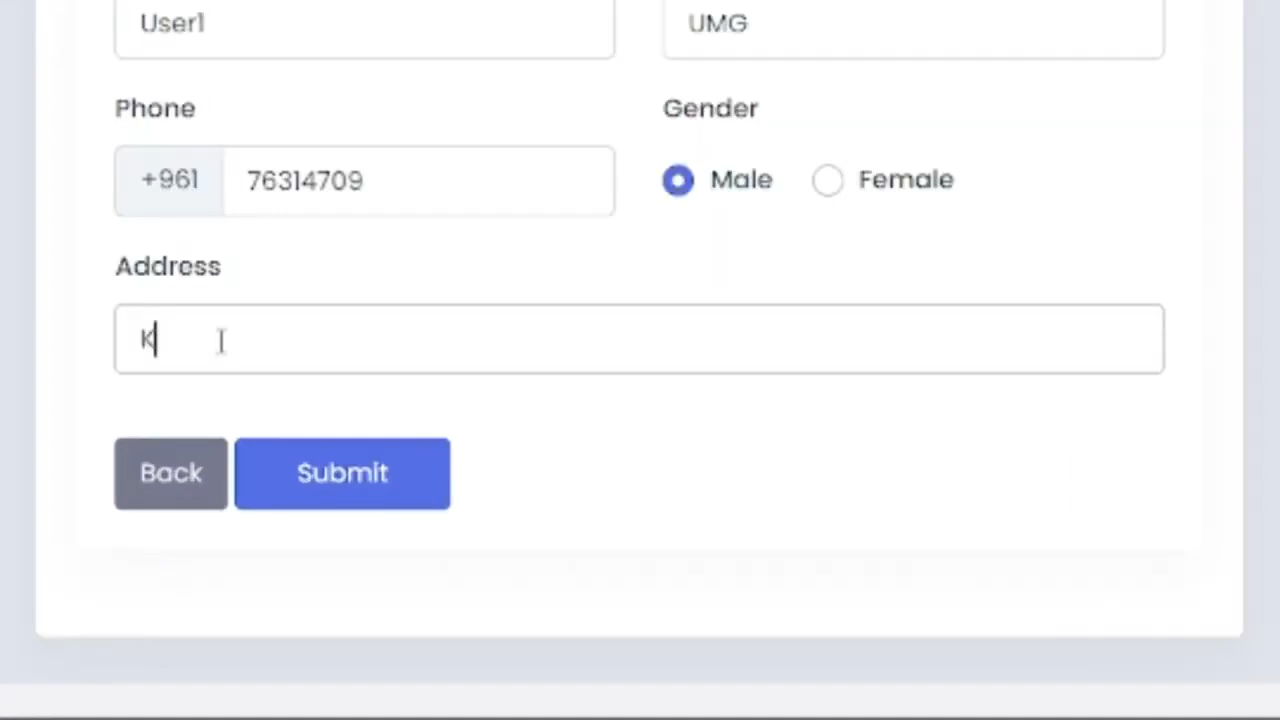 User1 UMG
Phone Gender
+961 76314709 Male Female
Address
K
Back Submit